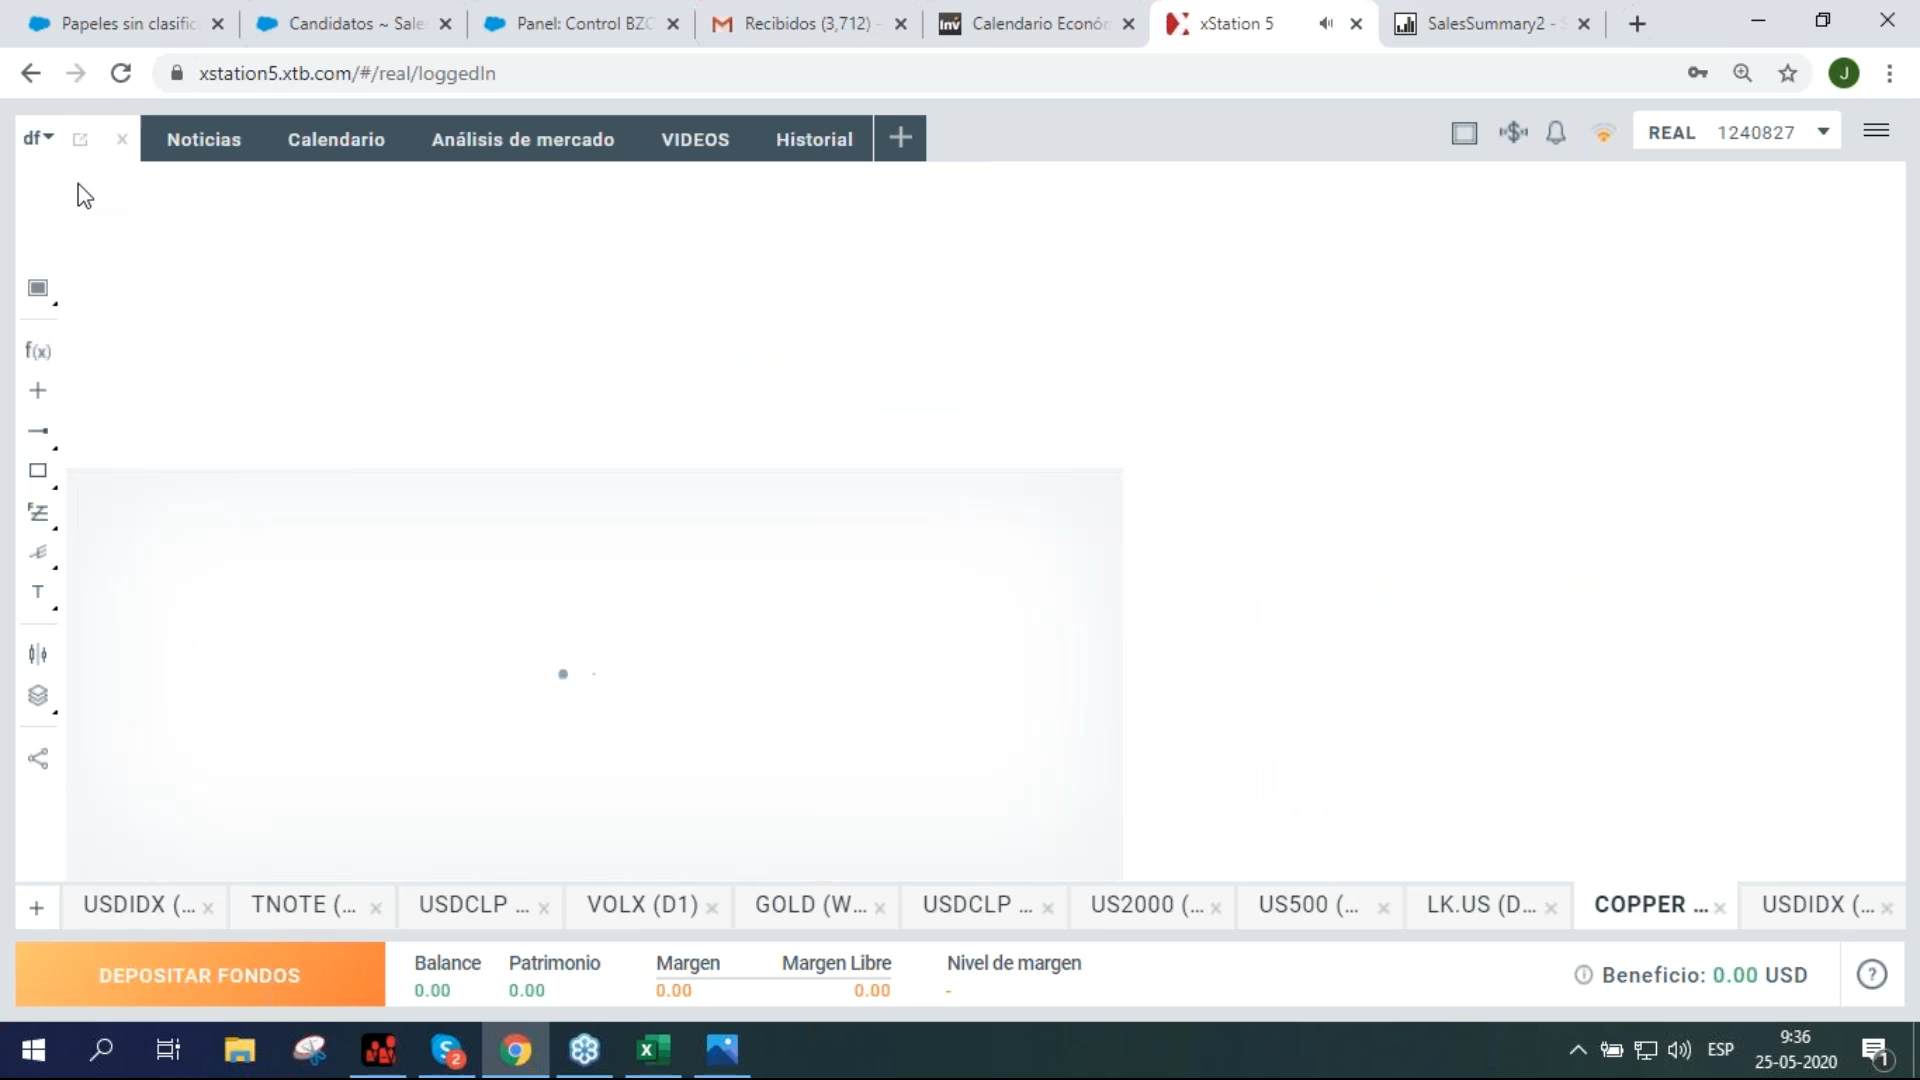 Papeles sin clasific
Candidatos ~ Sale
Panel: Control BZC
Recibidos (3,712) -
Calendario Económ
xStation 5
SalesSummary2 - S
xstation5.xtb.com/#/real/loggedIn
J
df
Noticias
Calendario
Análisis de mercado
VIDEOS
Historial
REAL 1240827
f(x)
T
USDIDX (...
TNOTE (...
USDCLP ...
VOLX (D1)
GOLD (W...
USDCLP ...
US2000 (...
US500 (...
LK.US (D...
COPPER ...
USDIDX (...
DEPOSITAR FONDOS
Balance
0.00
Patrimonio
0.00
Margen
0.00
Margen Libre
0.00
Nivel de margen
-
Beneficio: 0.00 USD
?
2
ESP
9:36
25-05-2020
1